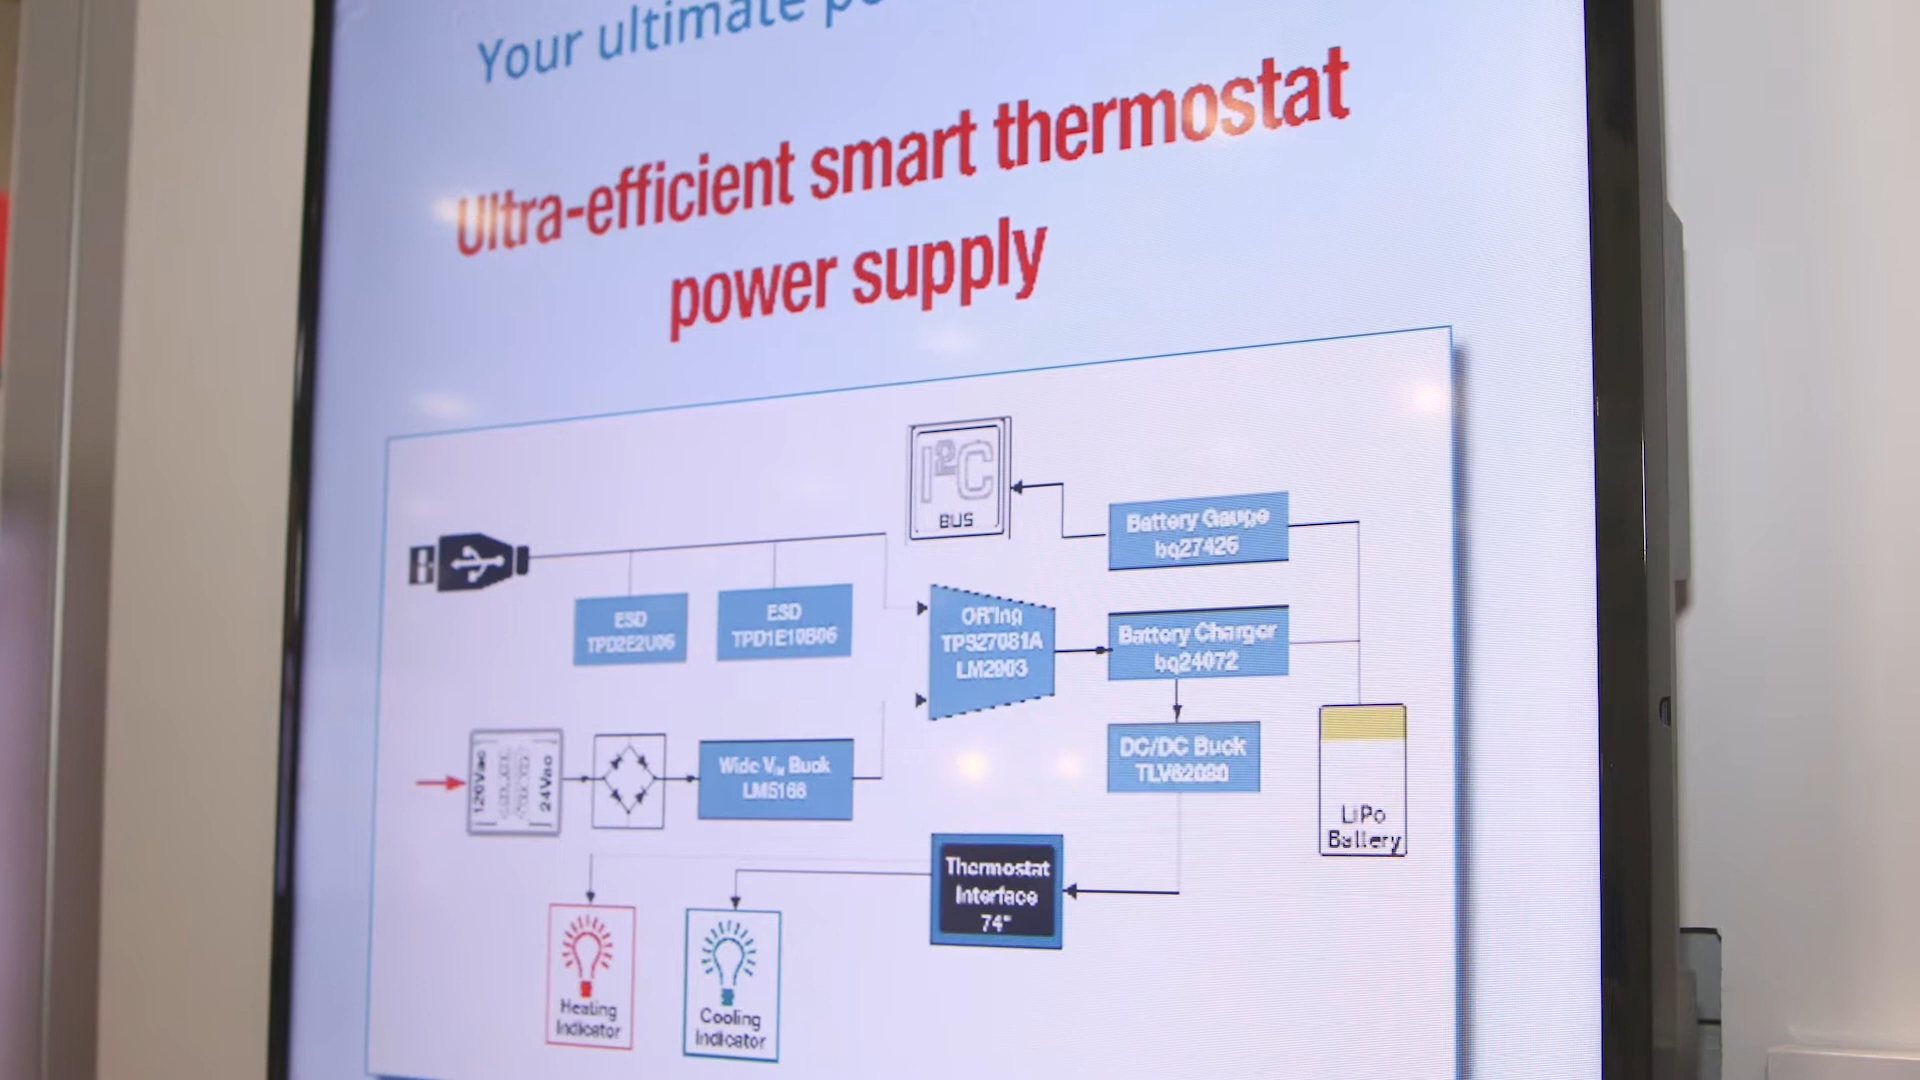 Your ultimate
Ultra-efficient smart thermostat
power supply
I²C
BUS
Battery Gauge
bq27426
ESD
TPD2E2U06
ESD
TPD1E10B06
OR'ing
TPS27081A
LM2903
Battery Charger
bq24072
120Vac
24Vac
Wide VIN Buck
LM5166
DC/DC Buck
LiPo
Battery
Thermostat
Interface
74°
Heating
Indicator
Cooling
Indicator